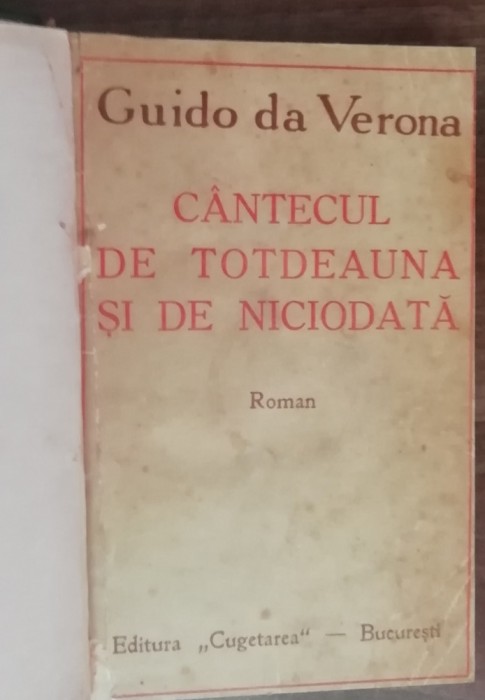 Guido da Verona
CÂNTECUL
DE TOTDEAUNA
ȘI DE NICIODATĂ
Roman
Editura „Cugetarea“ — București